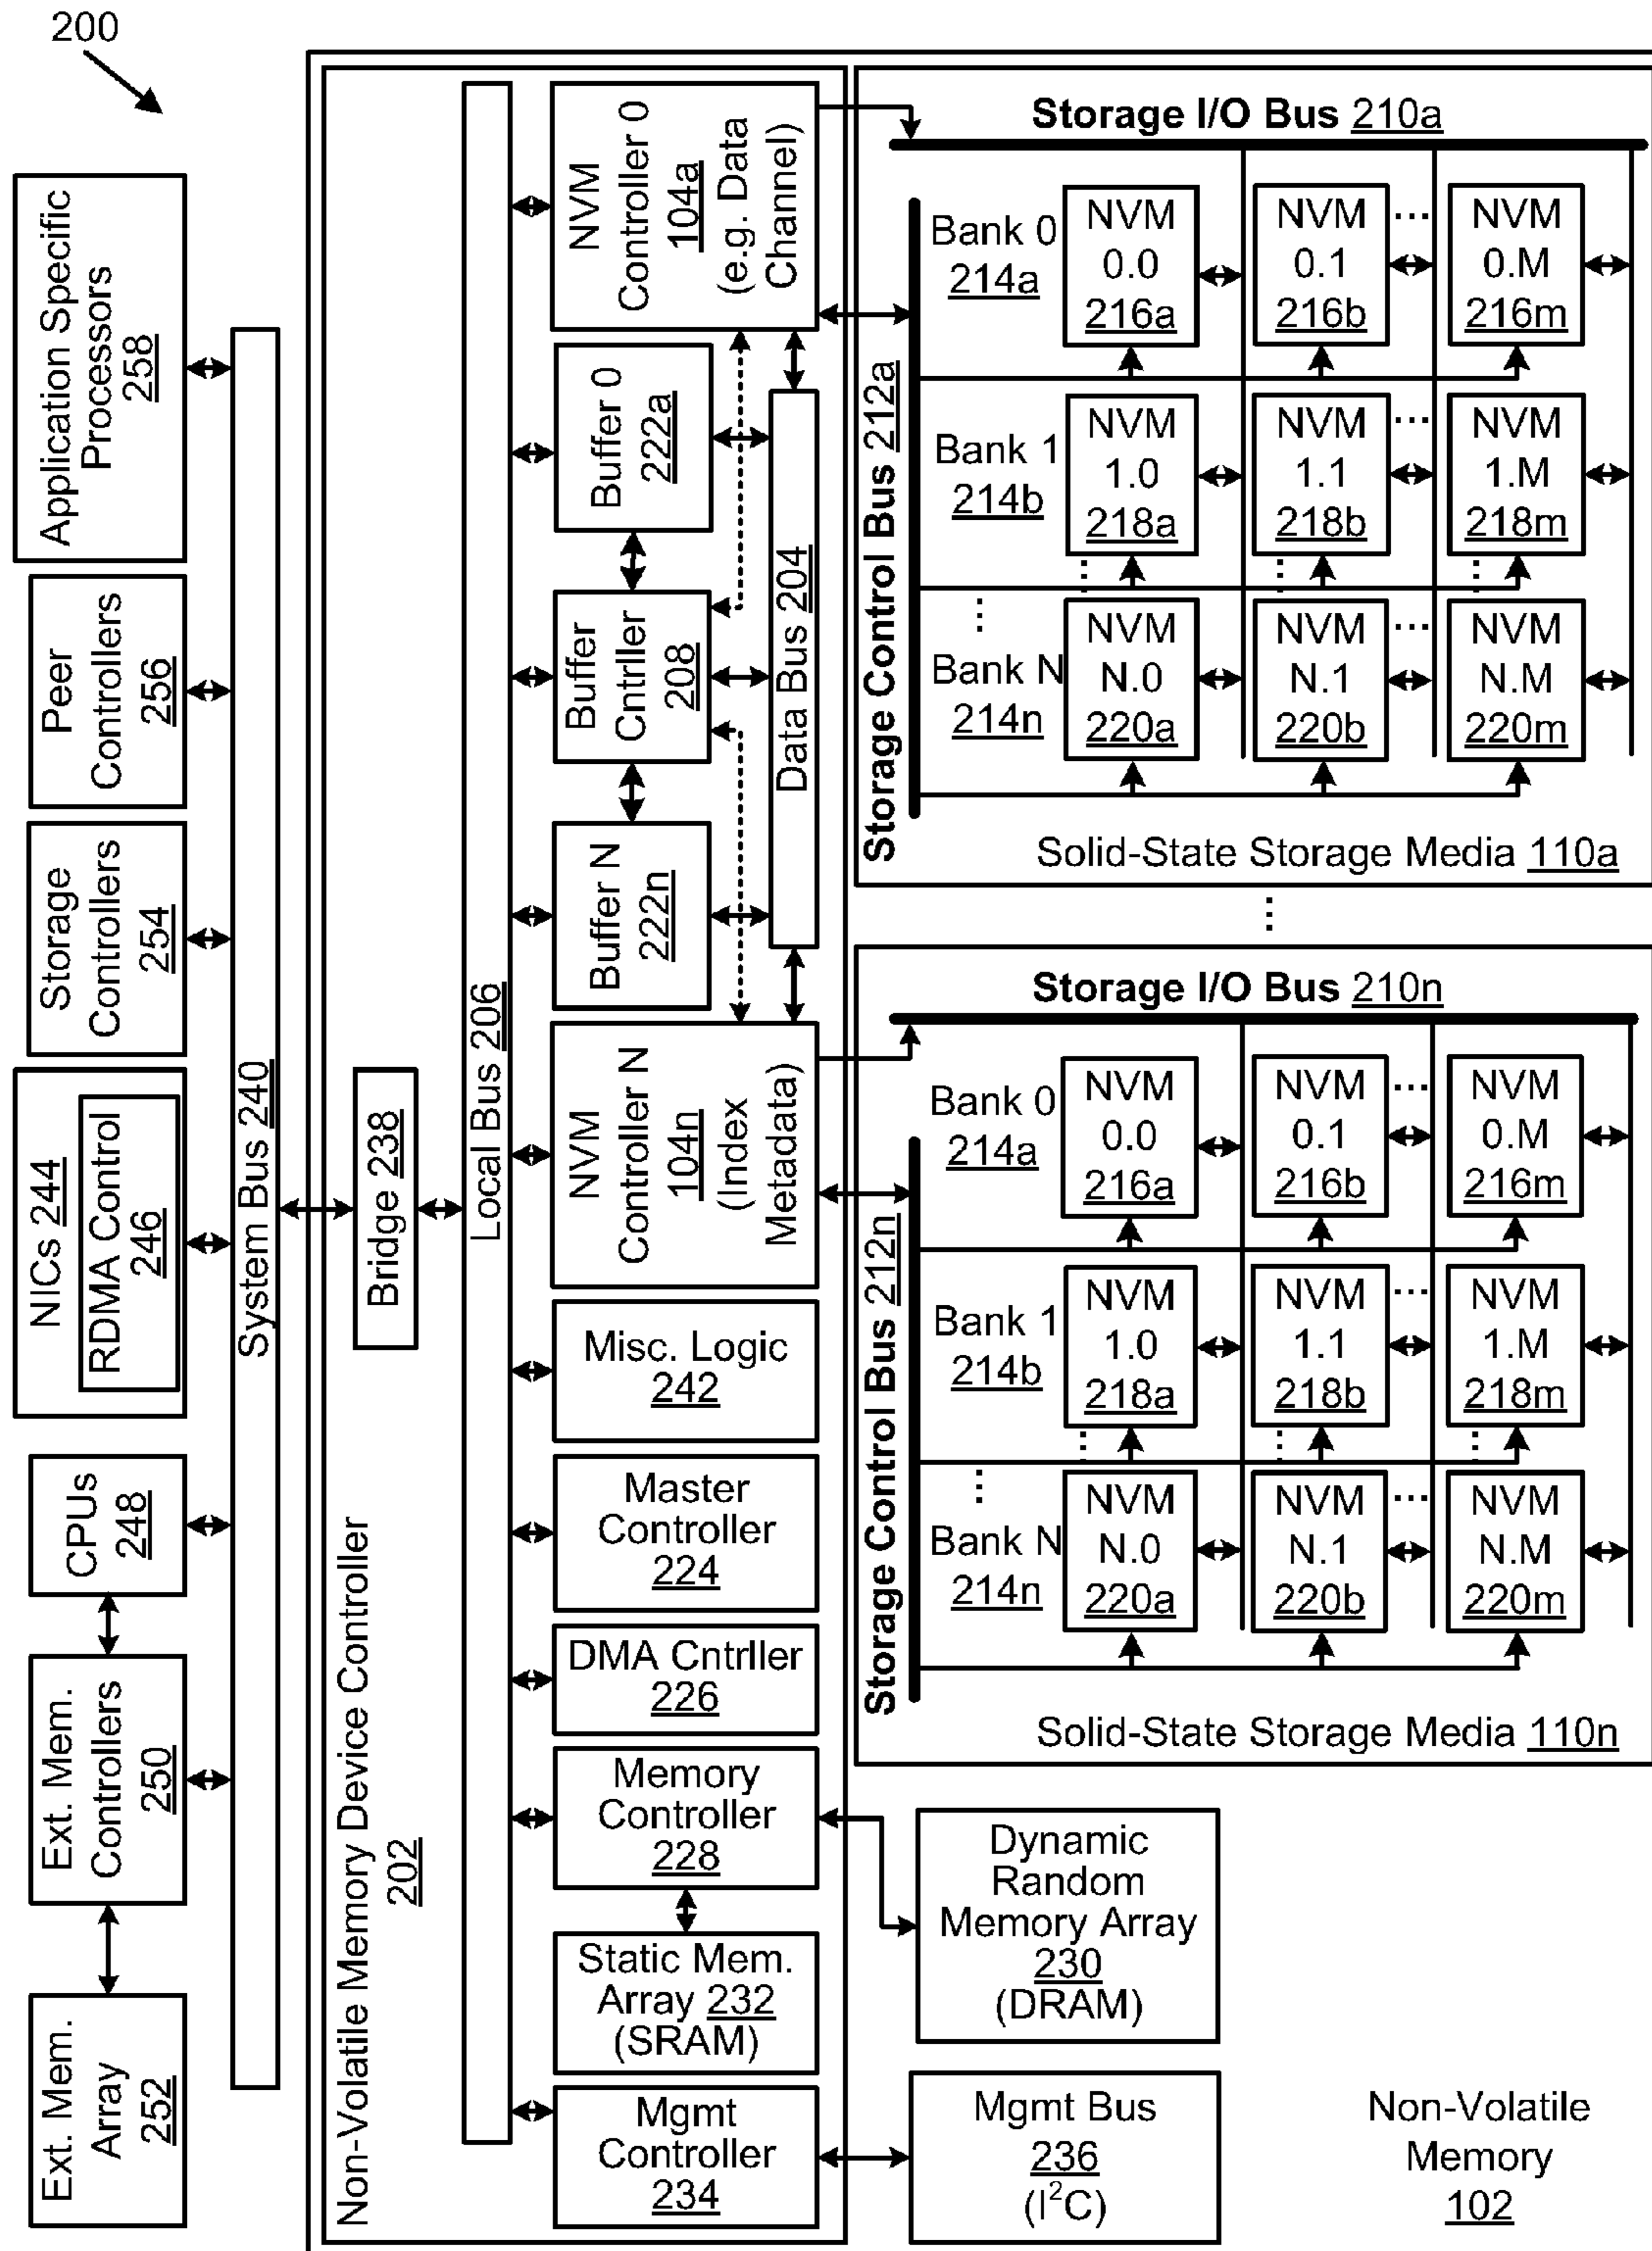 200
Application Specific
Processors
258
Peer
Controllers
256
Storage
Controllers
254
NICs 244
RDMA Control
246
CPUs
248
Ext. Mem.
Controllers
250
Ext. Mem.
Array
252
System Bus 240
Non-Volatile Memory Device Controller
202
Bridge 238
Local Bus 206
NVM
Controller 0
104a
(e.g. Data
Channel)
Buffer 0
222a
Buffer
Cntrller
208
Buffer N
222n
Data Bus 204
NVM
Controller N
104n
(Index
Metadata)
Misc. Logic
242
Master
Controller
224
DMA Cntrller
226
Memory
Controller
228
Static Mem.
Array 232
(SRAM)
Mgmt
Controller
234
Storage I/O Bus 210a
Storage Control Bus 212a
Bank 0
214a
NVM
0.0
216a
NVM
0.1
216b
...
NVM
0.M
216m
Bank 1
214b
NVM
1.0
218a
NVM
1.1
218b
...
NVM
1.M
218m
...
Bank N
214n
NVM
N.0
220a
NVM
N.1
220b
...
NVM
N.M
220m
Solid-State Storage Media 110a
...
Storage I/O Bus 210n
Storage Control Bus 212n
Bank 0
214a
NVM
0.0
216a
NVM
0.1
216b
...
NVM
0.M
216m
Bank 1
214b
NVM
1.0
218a
NVM
1.1
218b
...
NVM
1.M
218m
...
Bank N
214n
NVM
N.0
220a
NVM
N.1
220b
...
NVM
N.M
220m
Solid-State Storage Media 110n
Dynamic
Random
Memory Array
230
(DRAM)
Mgmt Bus
236
(I²C)
Non-Volatile
Memory
102